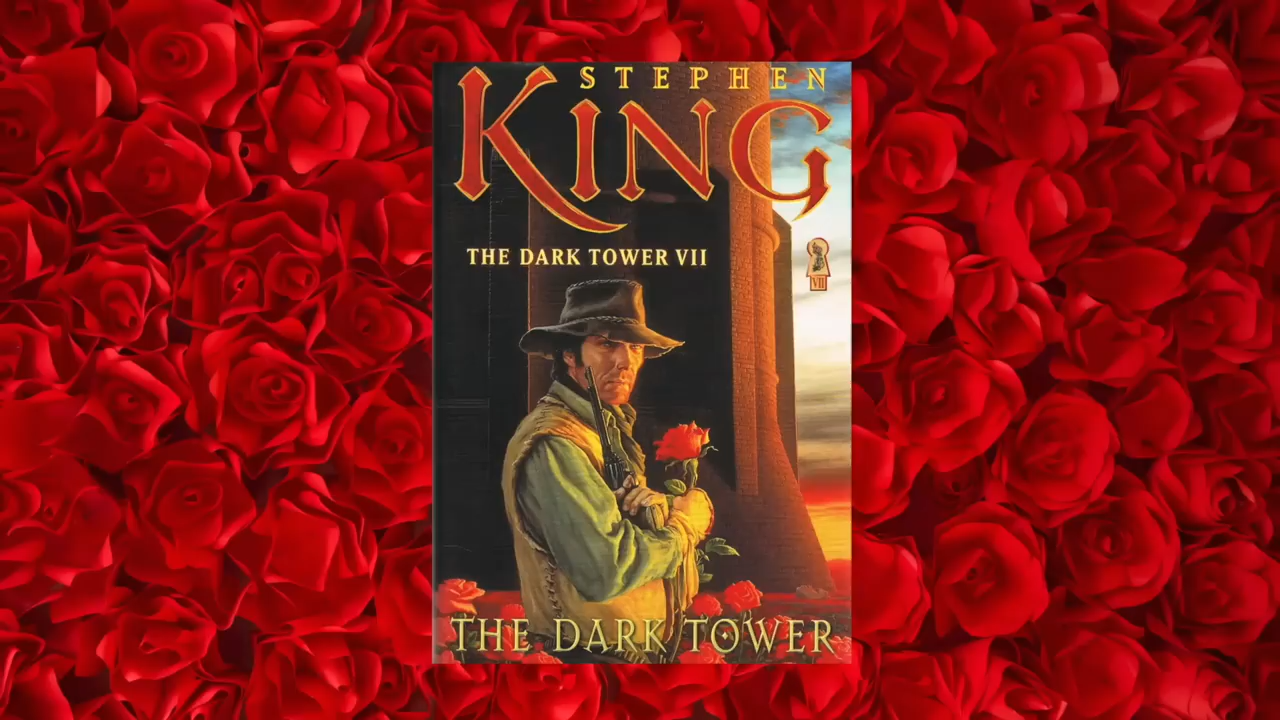 STEPHEN
KING
THE DARK TOWER VII
VII
THE DARK TOWER